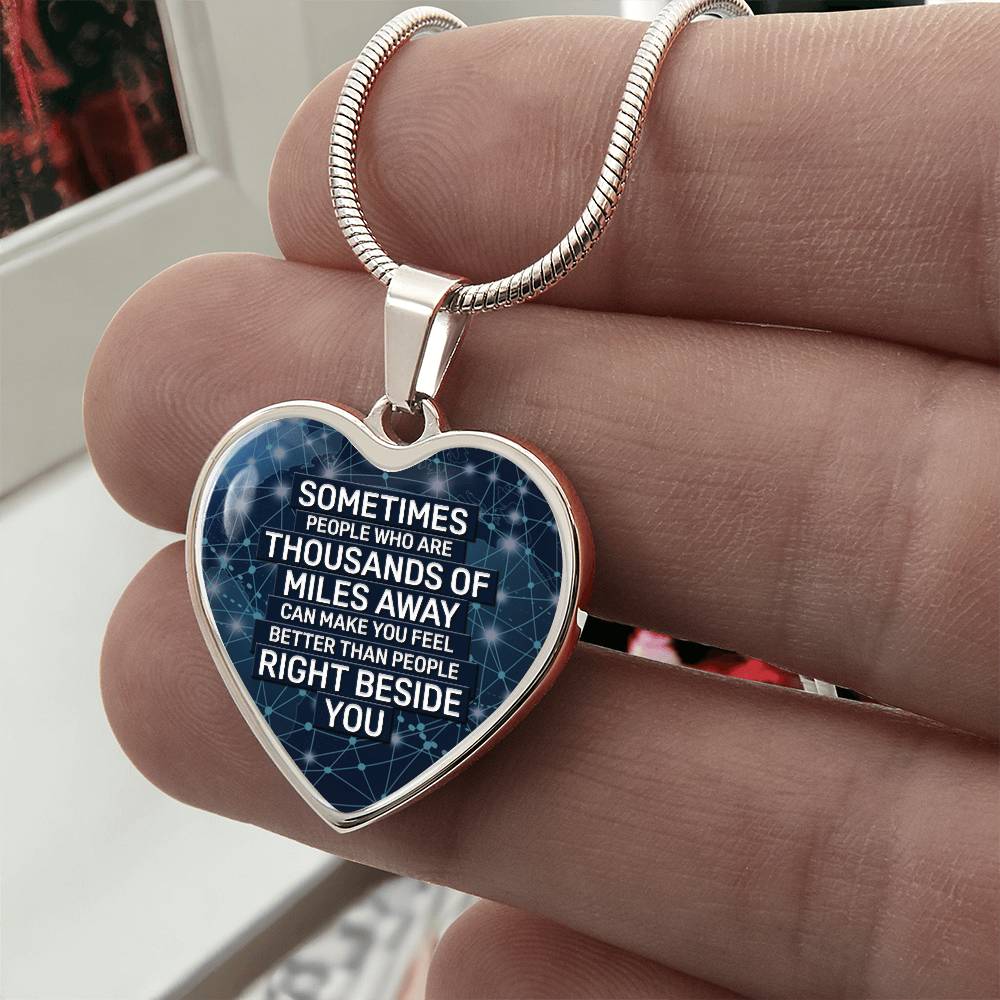 SOMETIMES
PEOPLE WHO ARE
THOUSANDS OF
MILES AWAY
CAN MAKE YOU FEEL
BETTER THAN PEOPLE
RIGHT BESIDE
YOU